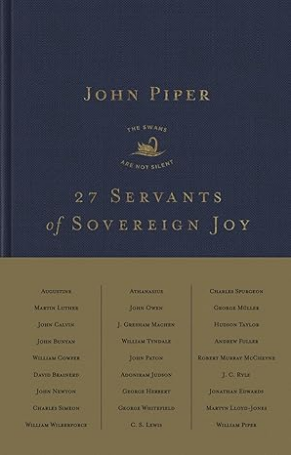 JOHN PIPER
THE SWANS
ARE NOT SILENT
27 SERVANTS
of SOVEREIGN JOY
AUGUSTINE
MARTIN LUTHER
JOHN CALVIN
JOHN BUNYAN
WILLIAM COWPER
DAVID BRAINERD
JOHN NEWTON
CHARLES SIMEON
WILLIAM WILBERFORCE
ATHANASIUS
JOHN OWEN
J. GRESHAM MACHEN
WILLIAM TYNDALE
JOHN PATON
ADONIRAM JUDSON
GEORGE HERBERT
GEORGE WHITEFIELD
C. S. LEWIS
CHARLES SPURGEON
GEORGE MÜLLER
HUDSON TAYLOR
ANDREW FULLER
ROBERT MURRAY MCCHEYNE
J. C. RYLE
JONATHAN EDWARDS
MARTYN LLOYD-JONES
WILLIAM PIPER